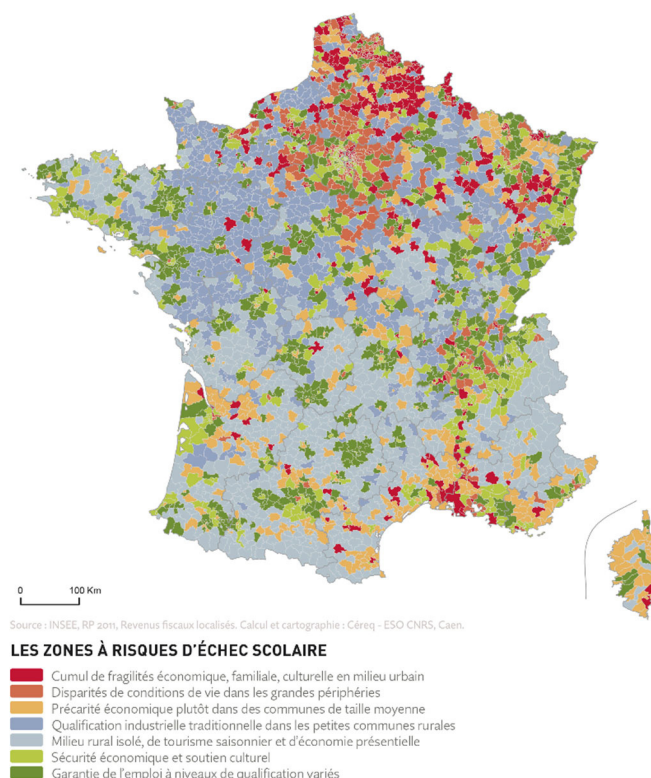 0 100 Km
Source : INSEE, RP 2011, Revenus fiscaux localisés. Calcul et cartographie : Céreq - ESO CNRS, Caen.
LES ZONES À RISQUES D'ÉCHEC SCOLAIRE
Cumul de fragilités économique, familiale, culturelle en milieu urbain
Disparités de conditions de vie dans les grandes périphéries
Précarité économique plutôt dans des communes de taille moyenne
Qualification industrielle traditionnelle dans les petites communes rurales
Milieu rural isolé, de tourisme saisonnier et d'économie présentielle
Sécurité économique et soutien culturel
Garantie de l'emploi à niveaux de qualification variés